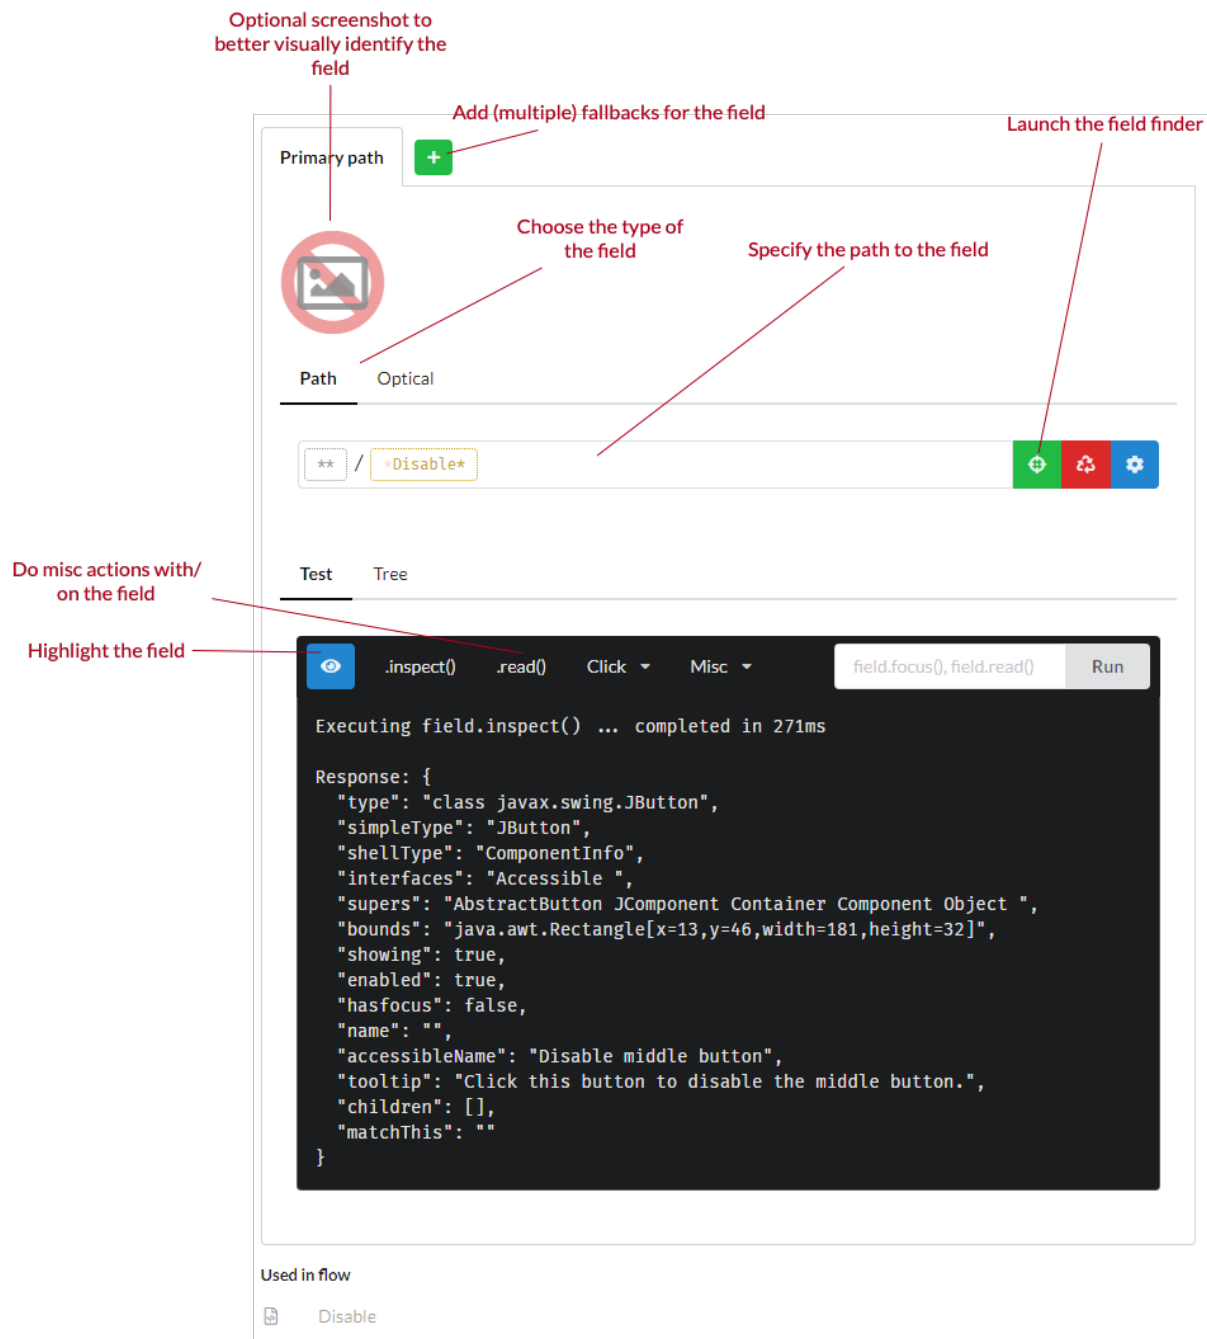 Optional screenshot to
better visually identify the
field
Add (multiple) fallbacks for the field
Launch the field finder
Primary path
+
Choose the type of
the field
Specify the path to the field
Path Optical
** / *Disable*
Do misc actions with/
on the field
Test Tree
Highlight the field
.inspect() .read() Click Misc field.focus(), field.read() Run
Executing field.inspect() ... completed in 271ms
Response: {
"type": "class javax.swing.JButton",
"simpleType": "JButton",
"shellType": "ComponentInfo",
"interfaces": "Accessible ",
"supers": "AbstractButton JComponent Container Component Object ",
"bounds": "java.awt.Rectangle[x=13,y=46,width=181,height=32]",
"showing": true,
"enabled": true,
"hasfocus": false,
"name": "",
"accessibleName": "Disable middle button",
"tooltip": "Click this button to disable the middle button.",
"children": [],
"matchThis": ""
}
Used in flow
Disable